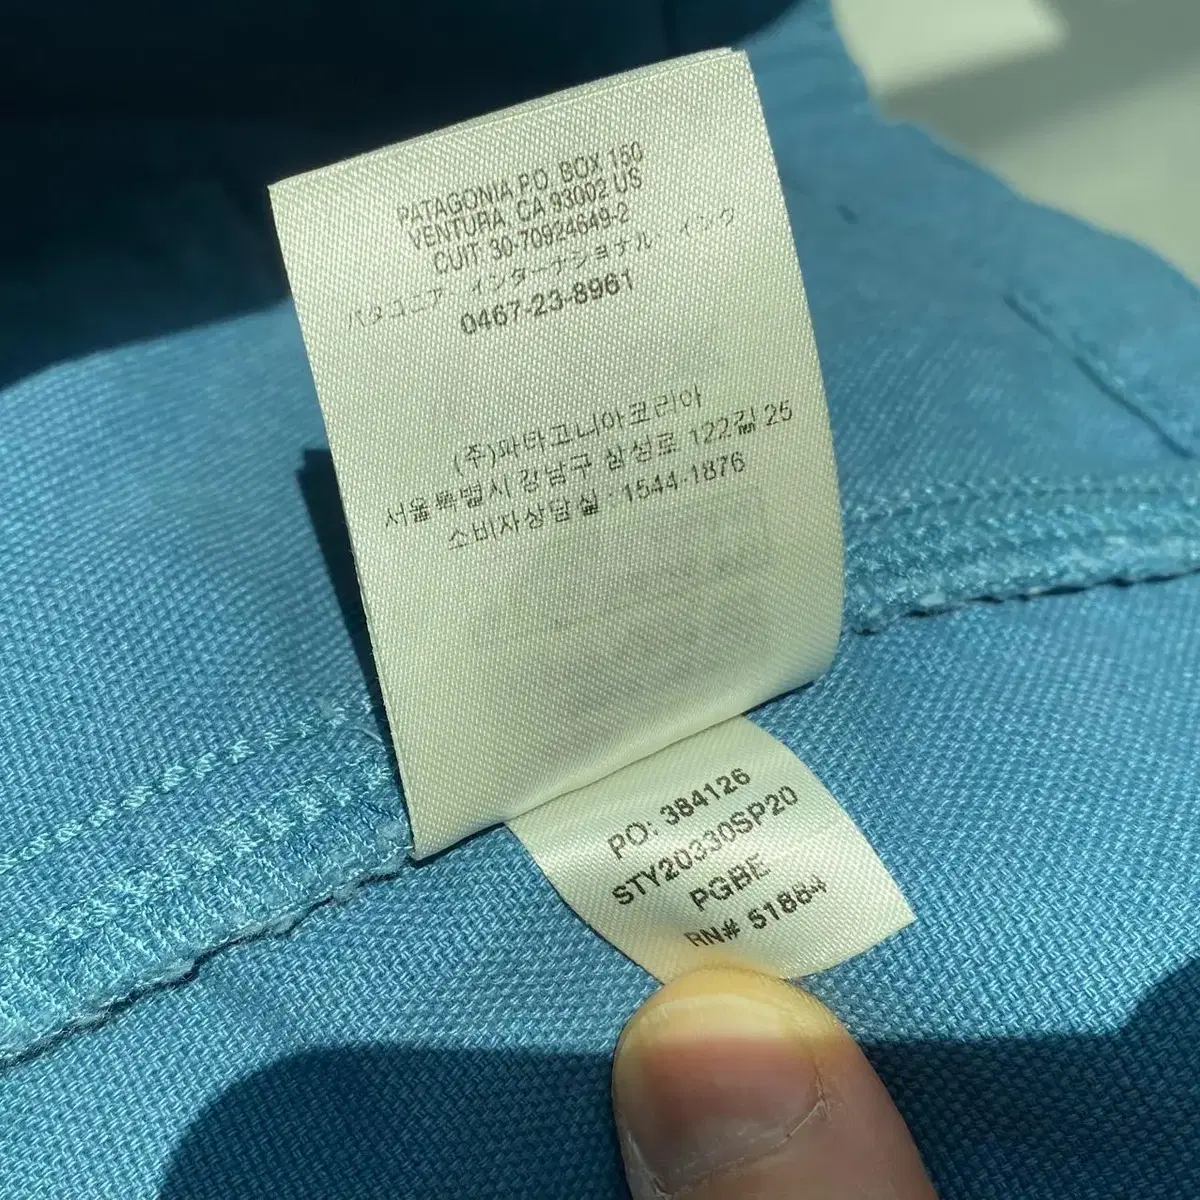 PATAGONIA P.O. BOX 150
VENTURA, CA 93002 US
CUIT 30-70924649-2
パタゴニア・インターナショナル・インク
0467-23-8961
(주)파타고니아코리아
서울특별시 강남구 삼성로 122길 25
소비자상담실 : 1544-1876
PO: 384126
STY20330SP20
PGBE
RN# 51884